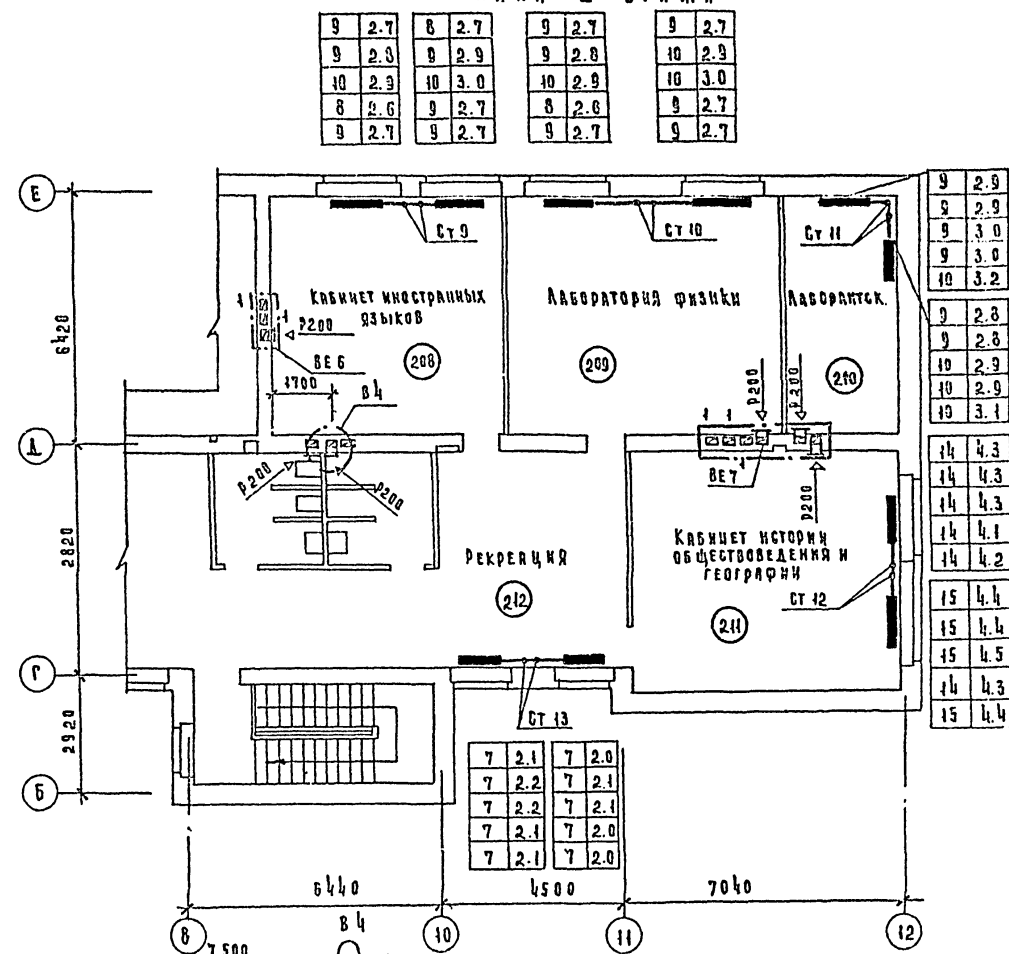 9 2.7 8 2.7 9 2.7 9 2.7
9 2.8 9 2.9 9 2.8 10 2.9
10 2.9 10 3.0 10 2.9 10 3.0
8 2.6 9 2.7 8 2.6 9 2.7
9 2.7 9 2.7 9 2.7 9 2.7
Е
Ст 9
Ст 10
Ст 11
9 2.9
9 2.9
9 3.0
9 3.0
10 3.2
9 2.8
9 2.8
10 2.9
10 2.9
10 3.1
6420
Кабинет иностранных
языков
Лаборатория физики
Лаборантск.
1
1
Р200
ВЕ 6
208
209
210
1700
В 4
Р200
Р200
1 1
Д
Р200
Р200
ВЕ 7
1
Р200
14 4.3
14 4.3
14 4.3
14 4.1
14 4.2
2820
Рекреация
212
Кабинет истории
обществоведения и
географии
Ст 12
211
15 4.4
15 4.4
15 4.5
14 4.3
15 4.4
Г
Ст 13
2920
Б
7 2.1 7 2.0
7 2.2 7 2.1
7 2.2 7 2.1
7 2.1 7 2.0
7 2.1 7 2.0
6440
4500
7040
8
10
11
12
7.500
В 4